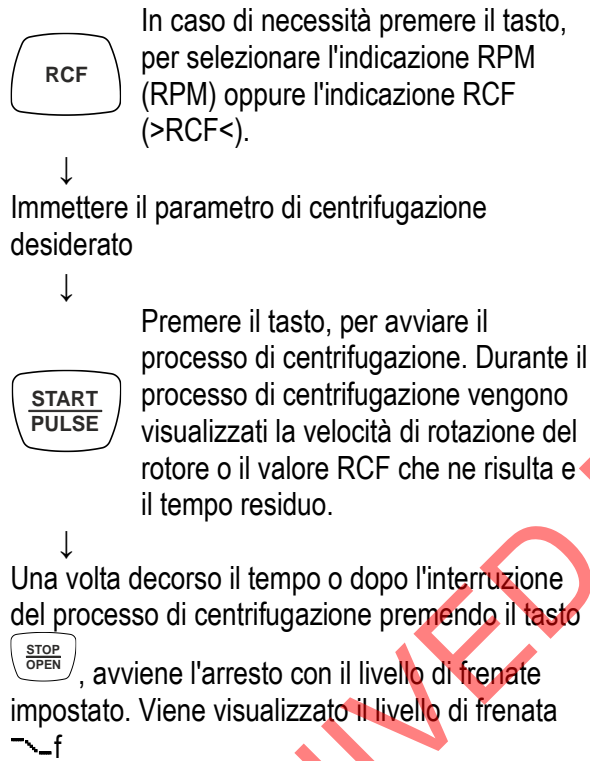 In caso di necessità premere il tasto,
per selezionare l'indicazione RPM
RCF
(RPM) oppure l'indicazione RCF
(>RCF<).
↓
Immettere il parametro di centrifugazione
desiderato
↓
Premere il tasto, per avviare il
processo di centrifugazione. Durante il
START
PULSE
processo di centrifugazione vengono
visualizzati la velocità di rotazione del
rotore o il valore RCF che ne risulta e
il tempo residuo.
↓
Una volta decorso il tempo o dopo l'interruzione
del processo di centrifugazione premendo il tasto
STOP
OPEN
, avviene l'arresto con il livello di frenate
impostato. Viene visualizzato il livello di frenata
f